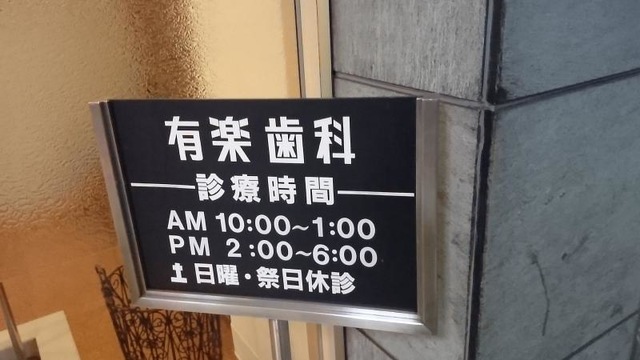 有楽歯科
診療時間
AM 10:00~1:00
PM 2:00~6:00
土日曜・祭日休診